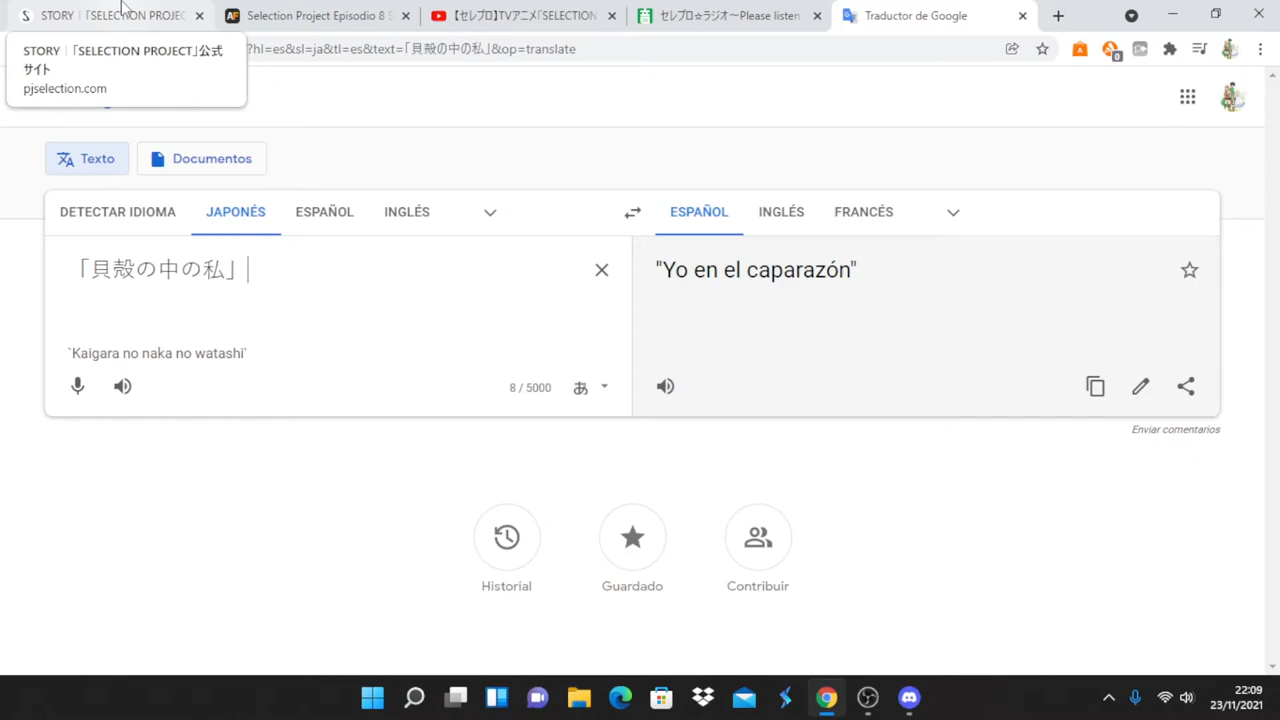 STORY | 「SELECTION PROJEC
Selection Project Episodio 8 S
【セレプロ】TVアニメ「SELECTION
セレプロ☆ラジオ〜Please listen
Traductor de Google
STORY | 「SELECTION PROJECT」公式
サイト
pjselection.com
?hl=es&sl=ja&tl=es&text=「貝殻の中の私」&op=translate
0
Texto
Documentos
DETECTAR IDIOMA
JAPONÉS
ESPAÑOL
INGLÉS
ESPAÑOL
INGLÉS
FRANCÉS
「貝殻の中の私」
"Yo en el caparazón"
`Kaigara no naka no watashi'
8 / 5000
あ
Enviar comentarios
Historial
Guardado
Contribuir
22:09
23/11/2021